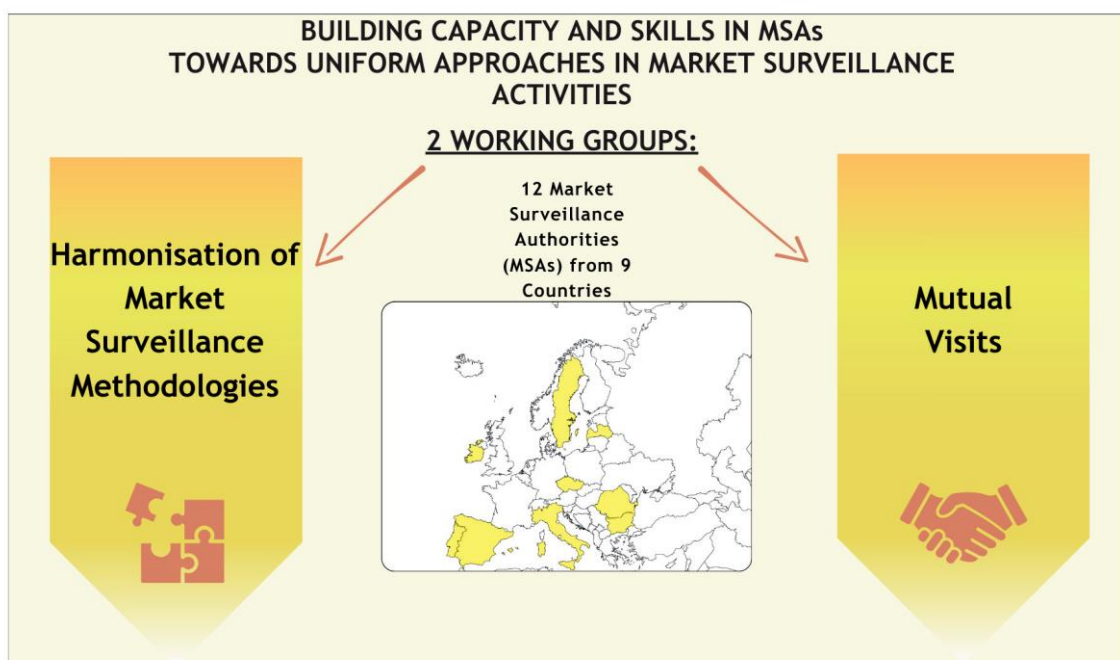 BUILDING CAPACITY AND SKILLS IN MSAs
TOWARDS UNIFORM APPROACHES IN MARKET SURVEILLANCE
ACTIVITIES
2 WORKING GROUPS:
12 Market
Surveillance
Authorities
(MSAs) from 9
Countries
Harmonisation of
Market
Surveillance
Methodologies
Mutual
Visits